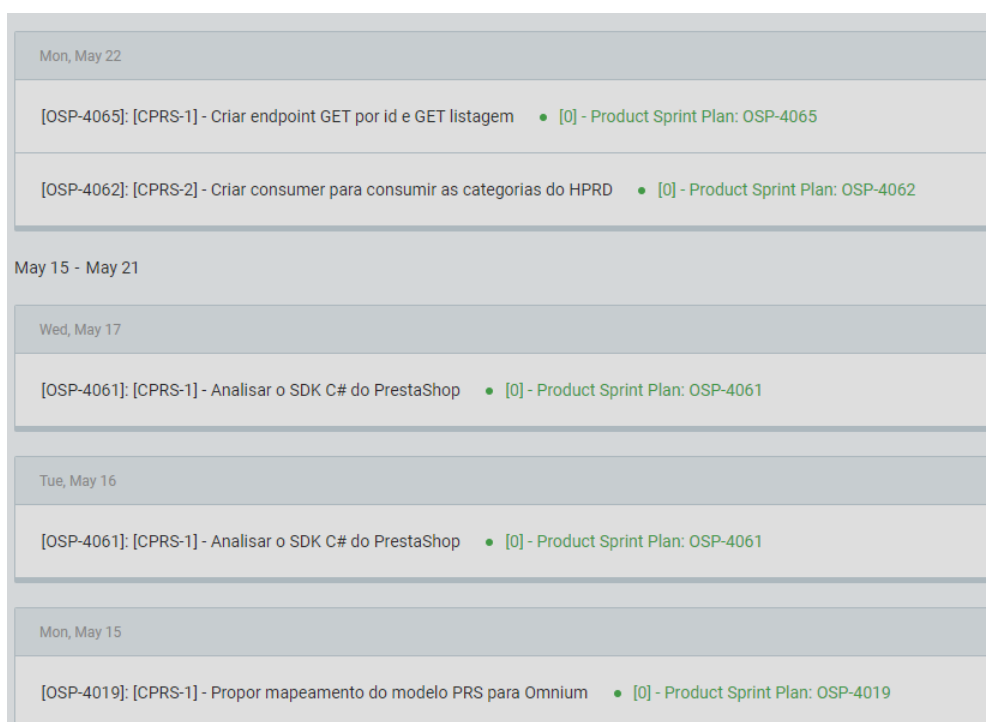 Mon, May 22
[OSP-4065]: [CPRS-1] - Criar endpoint GET por id e GET listagem • [0] - Product Sprint Plan: OSP-4065
[OSP-4062]: [CPRS-2] - Criar consumer para consumir as categorias do HPRD • [0] - Product Sprint Plan: OSP-4062
May 15 - May 21
Wed, May 17
[OSP-4061]: [CPRS-1] - Analisar o SDK C# do PrestaShop • [0] - Product Sprint Plan: OSP-4061
Tue, May 16
[OSP-4061]: [CPRS-1] - Analisar o SDK C# do PrestaShop • [0] - Product Sprint Plan: OSP-4061
Mon, May 15
[OSP-4019]: [CPRS-1] - Propor mapeamento do modelo PRS para Omnium • [0] - Product Sprint Plan: OSP-4019